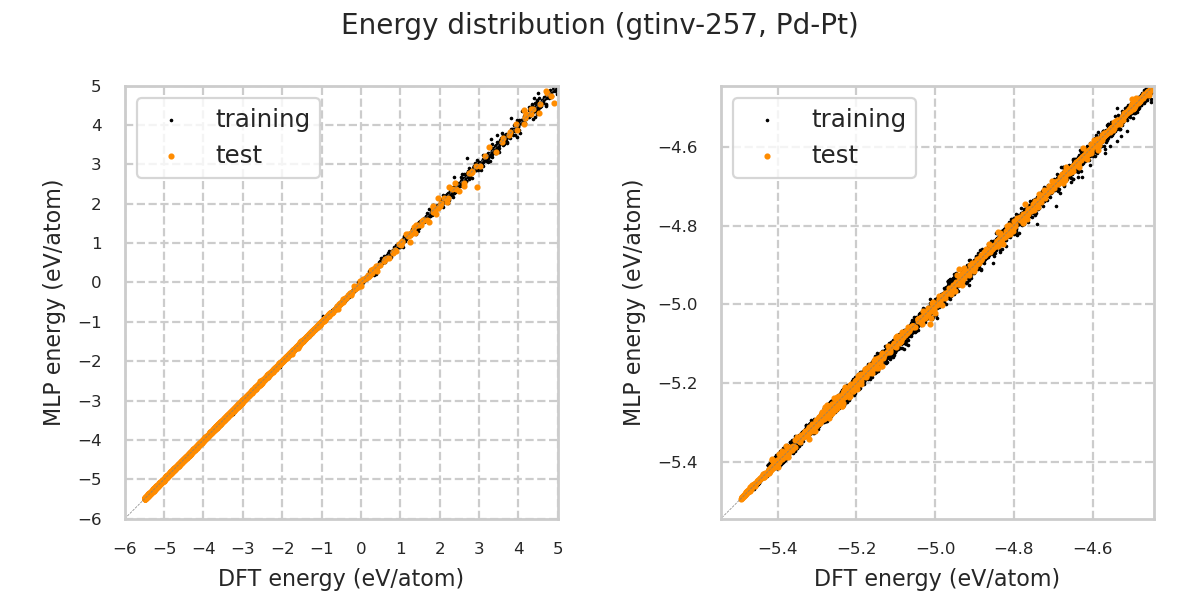 Energy distribution (gtinv-257, Pd-Pt)
training
test
5
4
3
2
1
0
−1
−2
−3
−4
−5
−6
−6 −5 −4 −3 −2 −1 0 1 2 3 4 5
MLP energy (eV/atom)
DFT energy (eV/atom)
training
test
−4.6
−4.8
−5.0
−5.2
−5.4
−5.4 −5.2 −5.0 −4.8 −4.6
MLP energy (eV/atom)
DFT energy (eV/atom)